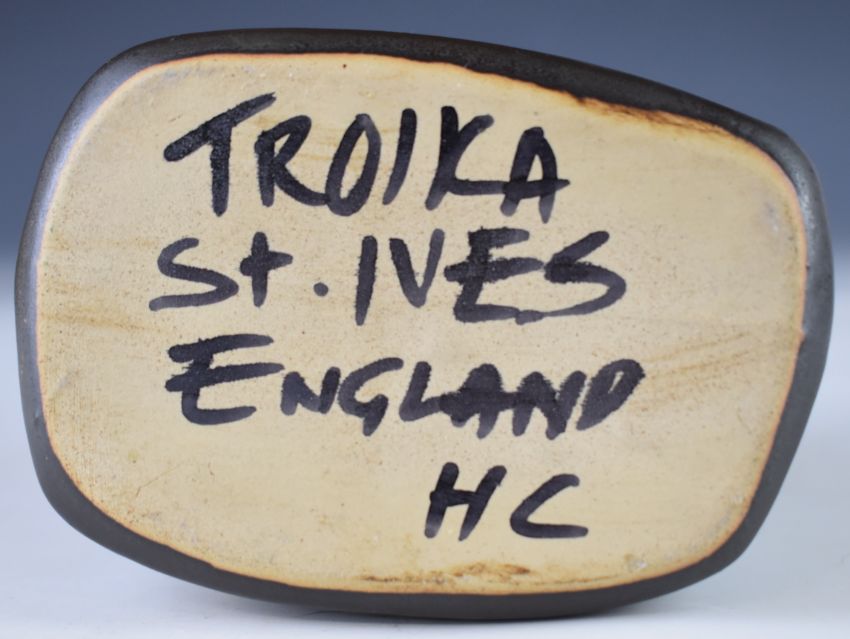 TROIKA
St. IVES
ENGLAND
HC